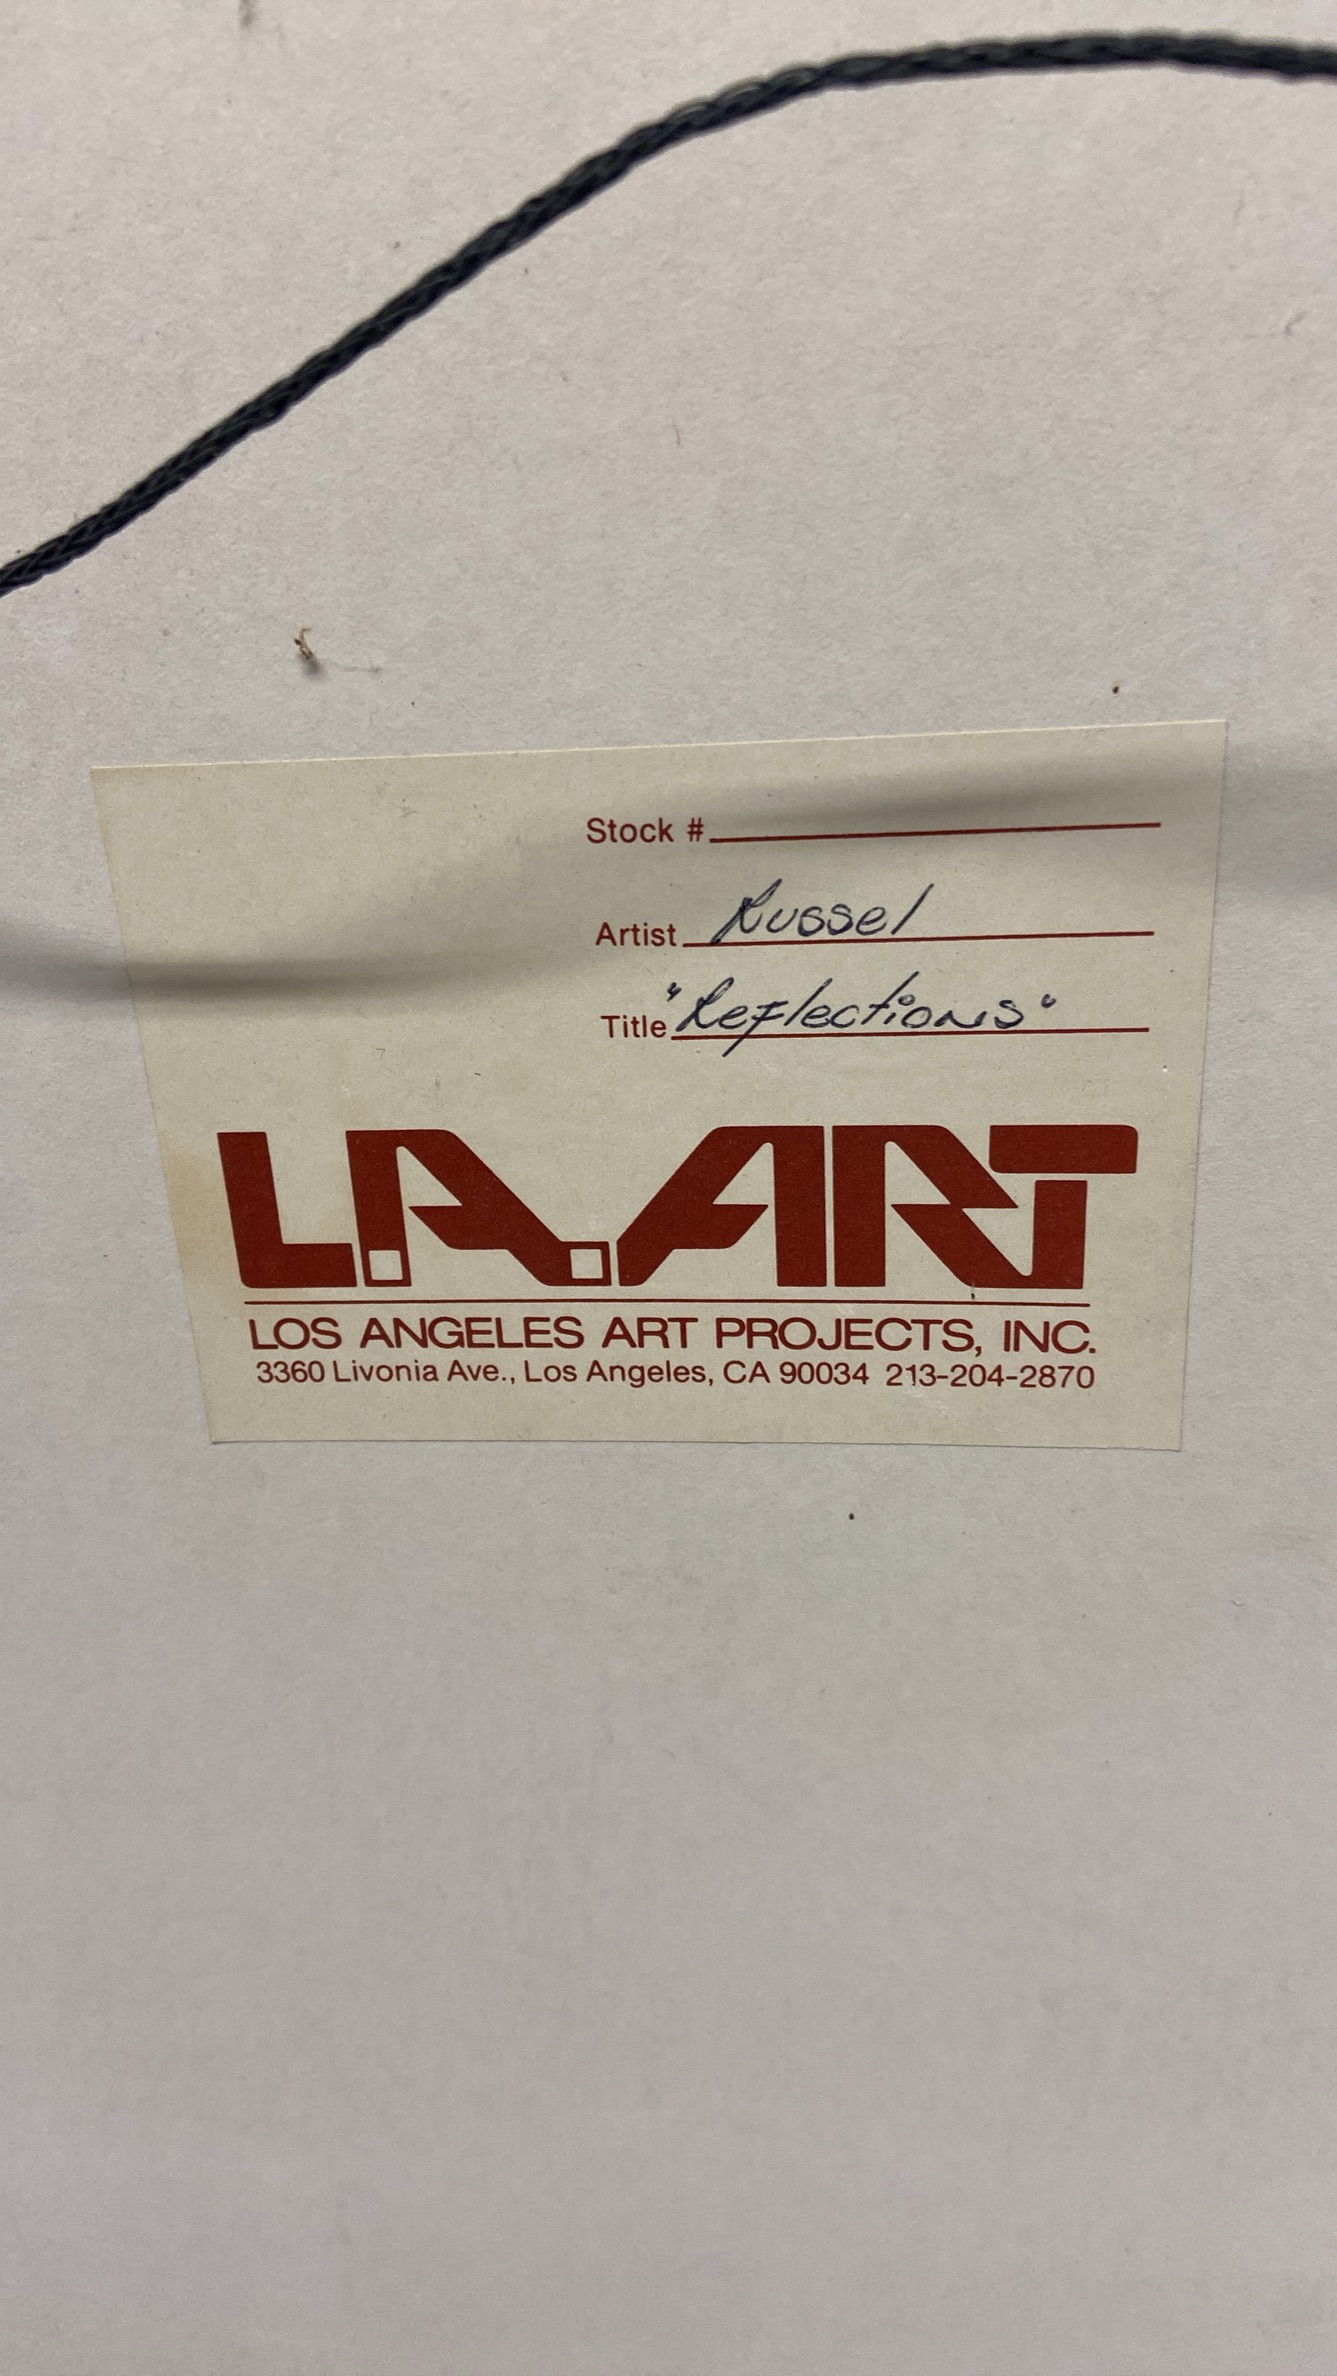 Stock #
Artist Russel
Title "Reflections"
L.A.ART
LOS ANGELES ART PROJECTS, INC.
3360 Livonia Ave., Los Angeles, CA 90034 213-204-2870